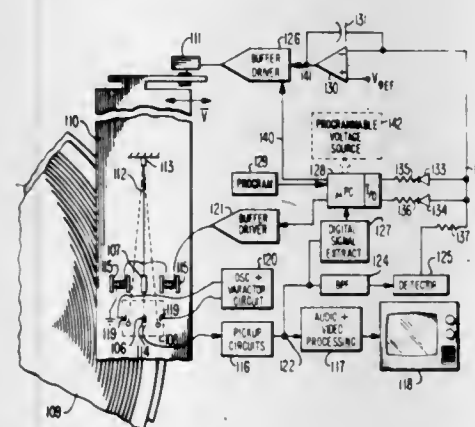 111
BUFFER
DRIVER
126
131
130
141
VREF
110
V
113
112
140
PROGRAMMABLE
VOLTAGE
SOURCE
142
PROGRAM
129
128
µPC
135
133
136
134
137
BUFFER
DRIVER
121
DIGITAL
SIGNAL
EXTRACT
127
107
115
115
OSC +
VARACTOR
CIRCUIT
120
BPF
124
DETECTOR
125
119
119
106
114
PICKUP
CIRCUITS
116
122
AUDIO +
VIDEO
PROCESSING
117
118
109